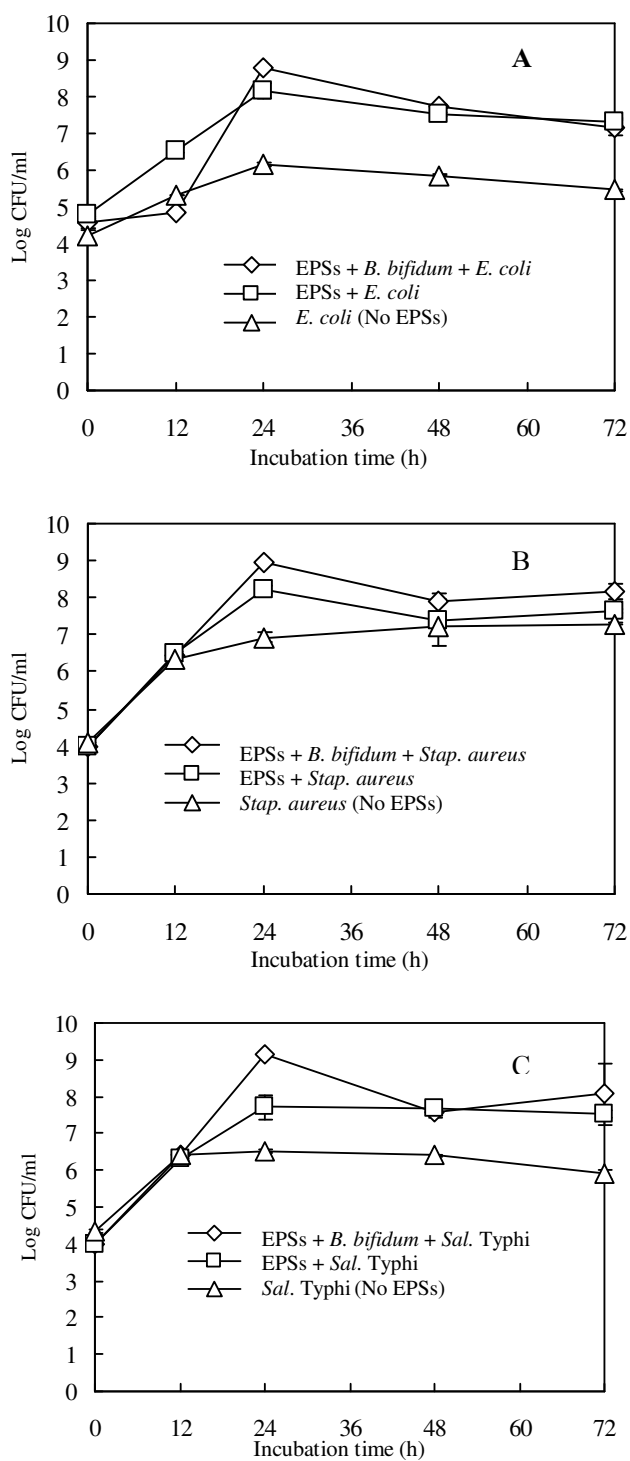 10
9
8
7
6
5
4
3
2
1
0
Log CFU/ml
A
EPSs + B. bifidum + E. coli
EPSs + E. coli
E. coli (No EPSs)
0 12 24 36 48 60 72
Incubation time (h)
10
9
8
7
6
5
4
3
2
1
0
Log CFU/ml
B
EPSs + B. bifidum + Stap. aureus
EPSs + Stap. aureus
Stap. aureus (No EPSs)
0 12 24 36 48 60 72
Incubation time (h)
10
9
8
7
6
5
4
3
2
1
0
Log CFU/ml
C
EPSs + B. bifidum + Sal. Typhi
EPSs + Sal. Typhi
Sal. Typhi (No EPSs)
0 12 24 36 48 60 72
Incubation time (h)